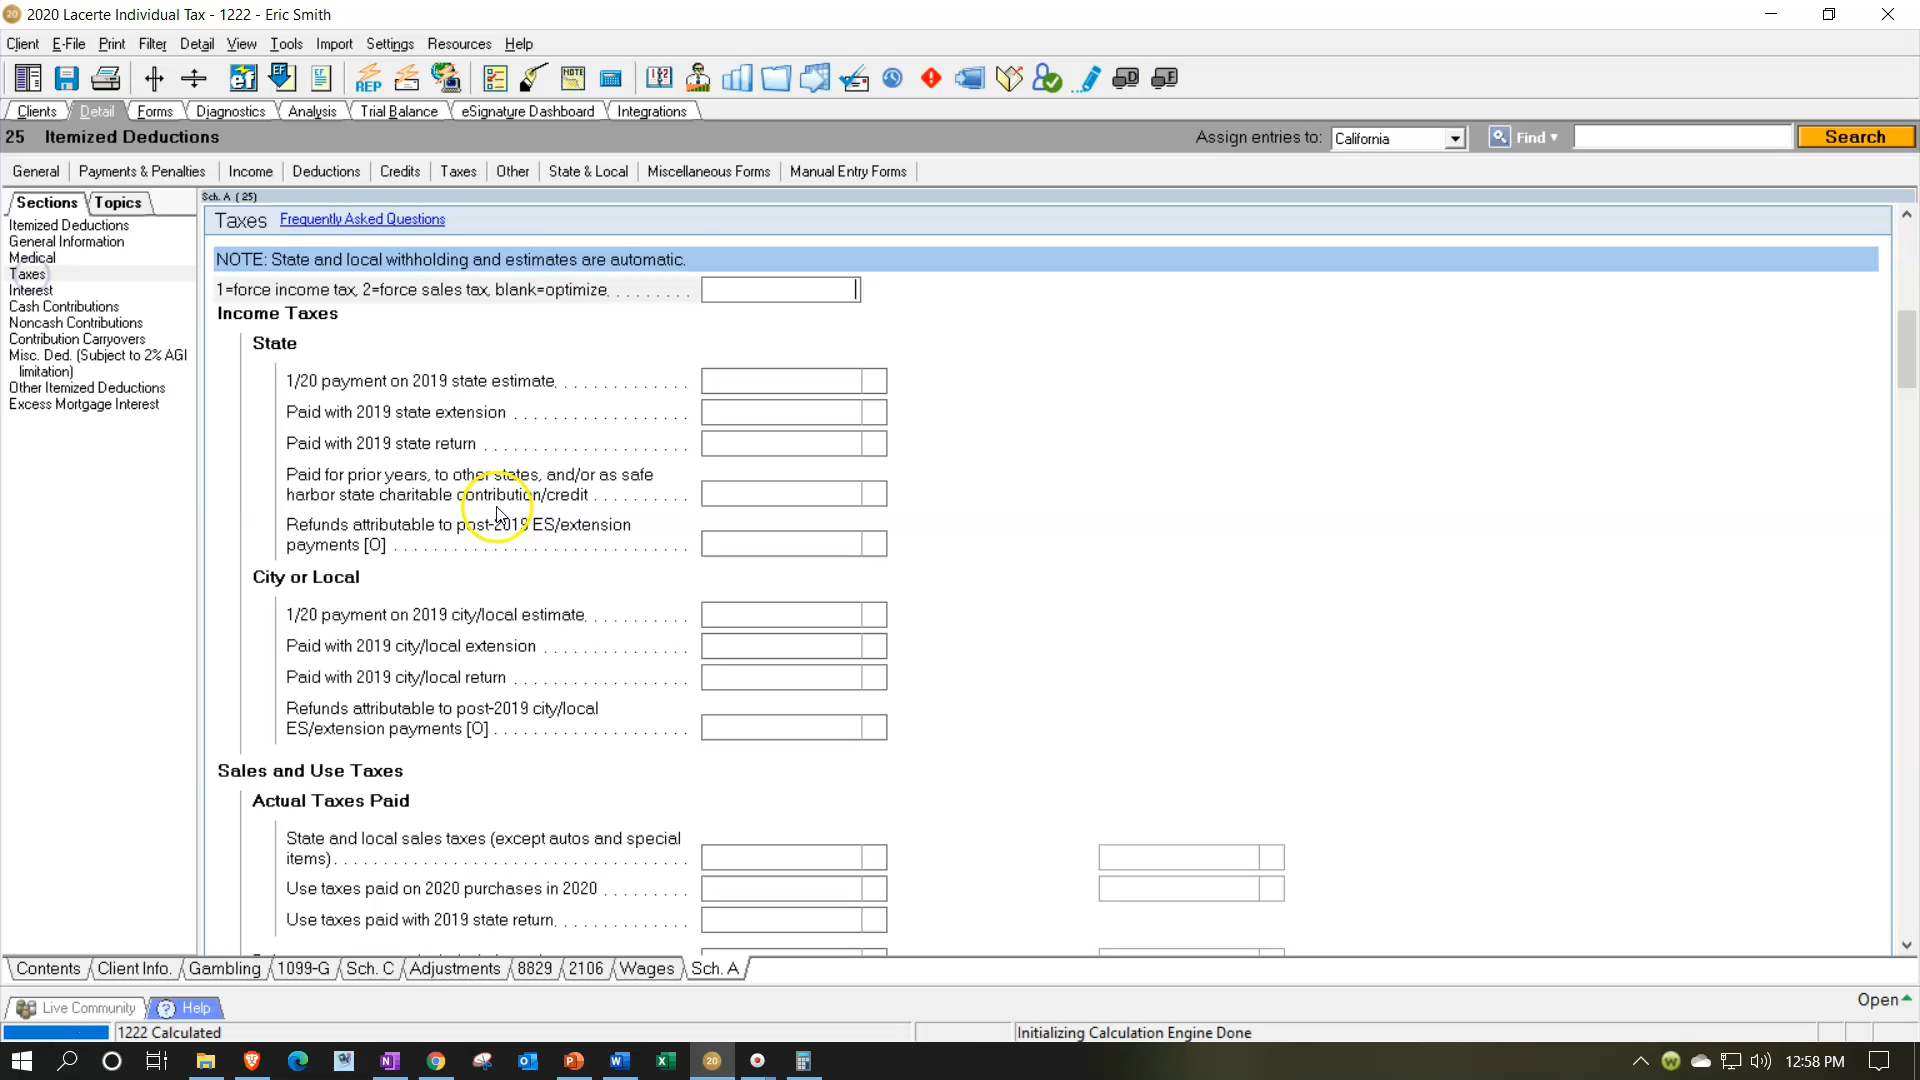 20 2020 Lacerte Individual Tax - 1222 - Eric Smith
Client E-File Print Filter Detail View Tools Import Settings Resources Help
REP NOTE
Clients Detail Forms Diagnostics Analysis Trial Balance eSignature Dashboard Integrations
25 Itemized Deductions Assign entries to: California Find Search
General Payments & Penalties Income Deductions Credits Taxes Other State & Local Miscellaneous Forms Manual Entry Forms
Sections Topics
Itemized Deductions
General Information
Medical
Taxes
Interest
Cash Contributions
Noncash Contributions
Contribution Carryovers
Misc. Ded. (Subject to 2% AGI
limitation)
Other Itemized Deductions
Excess Mortgage Interest
Sch. A (25)
Taxes Frequently Asked Questions
NOTE: State and local withholding and estimates are automatic.
1=force income tax, 2=force sales tax, blank=optimize
Income Taxes
State
1/20 payment on 2019 state estimate
Paid with 2019 state extension
Paid with 2019 state return
Paid for prior years, to other states, and/or as safe
harbor state charitable contribution/credit
Refunds attributable to post-2019 ES/extension
payments [O]
City or Local
1/20 payment on 2019 city/local estimate
Paid with 2019 city/local extension
Paid with 2019 city/local return
Refunds attributable to post-2019 city/local
ES/extension payments [O]
Sales and Use Taxes
Actual Taxes Paid
State and local sales taxes (except autos and special
items)
Use taxes paid on 2020 purchases in 2020
Use taxes paid with 2019 state return
Contents Client Info. Gambling 1099-G Sch. C Adjustments 8829 2106 Wages Sch. A
Live Community Help Open
1222 Calculated Initializing Calculation Engine Done
12:58 PM